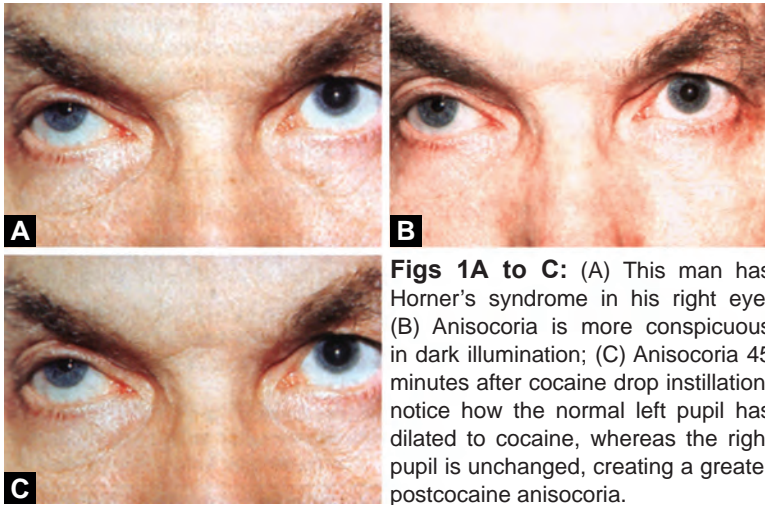 A
B
C
Figs 1A to C: (A) This man has
Horner's syndrome in his right eye
(B) Anisocoria is more conspicuous
in dark illumination; (C) Anisocoria 45
minutes after cocaine drop instillation
notice how the normal left pupil has
dilated to cocaine, whereas the righ
pupil is unchanged, creating a greate
postcocaine anisocoria.